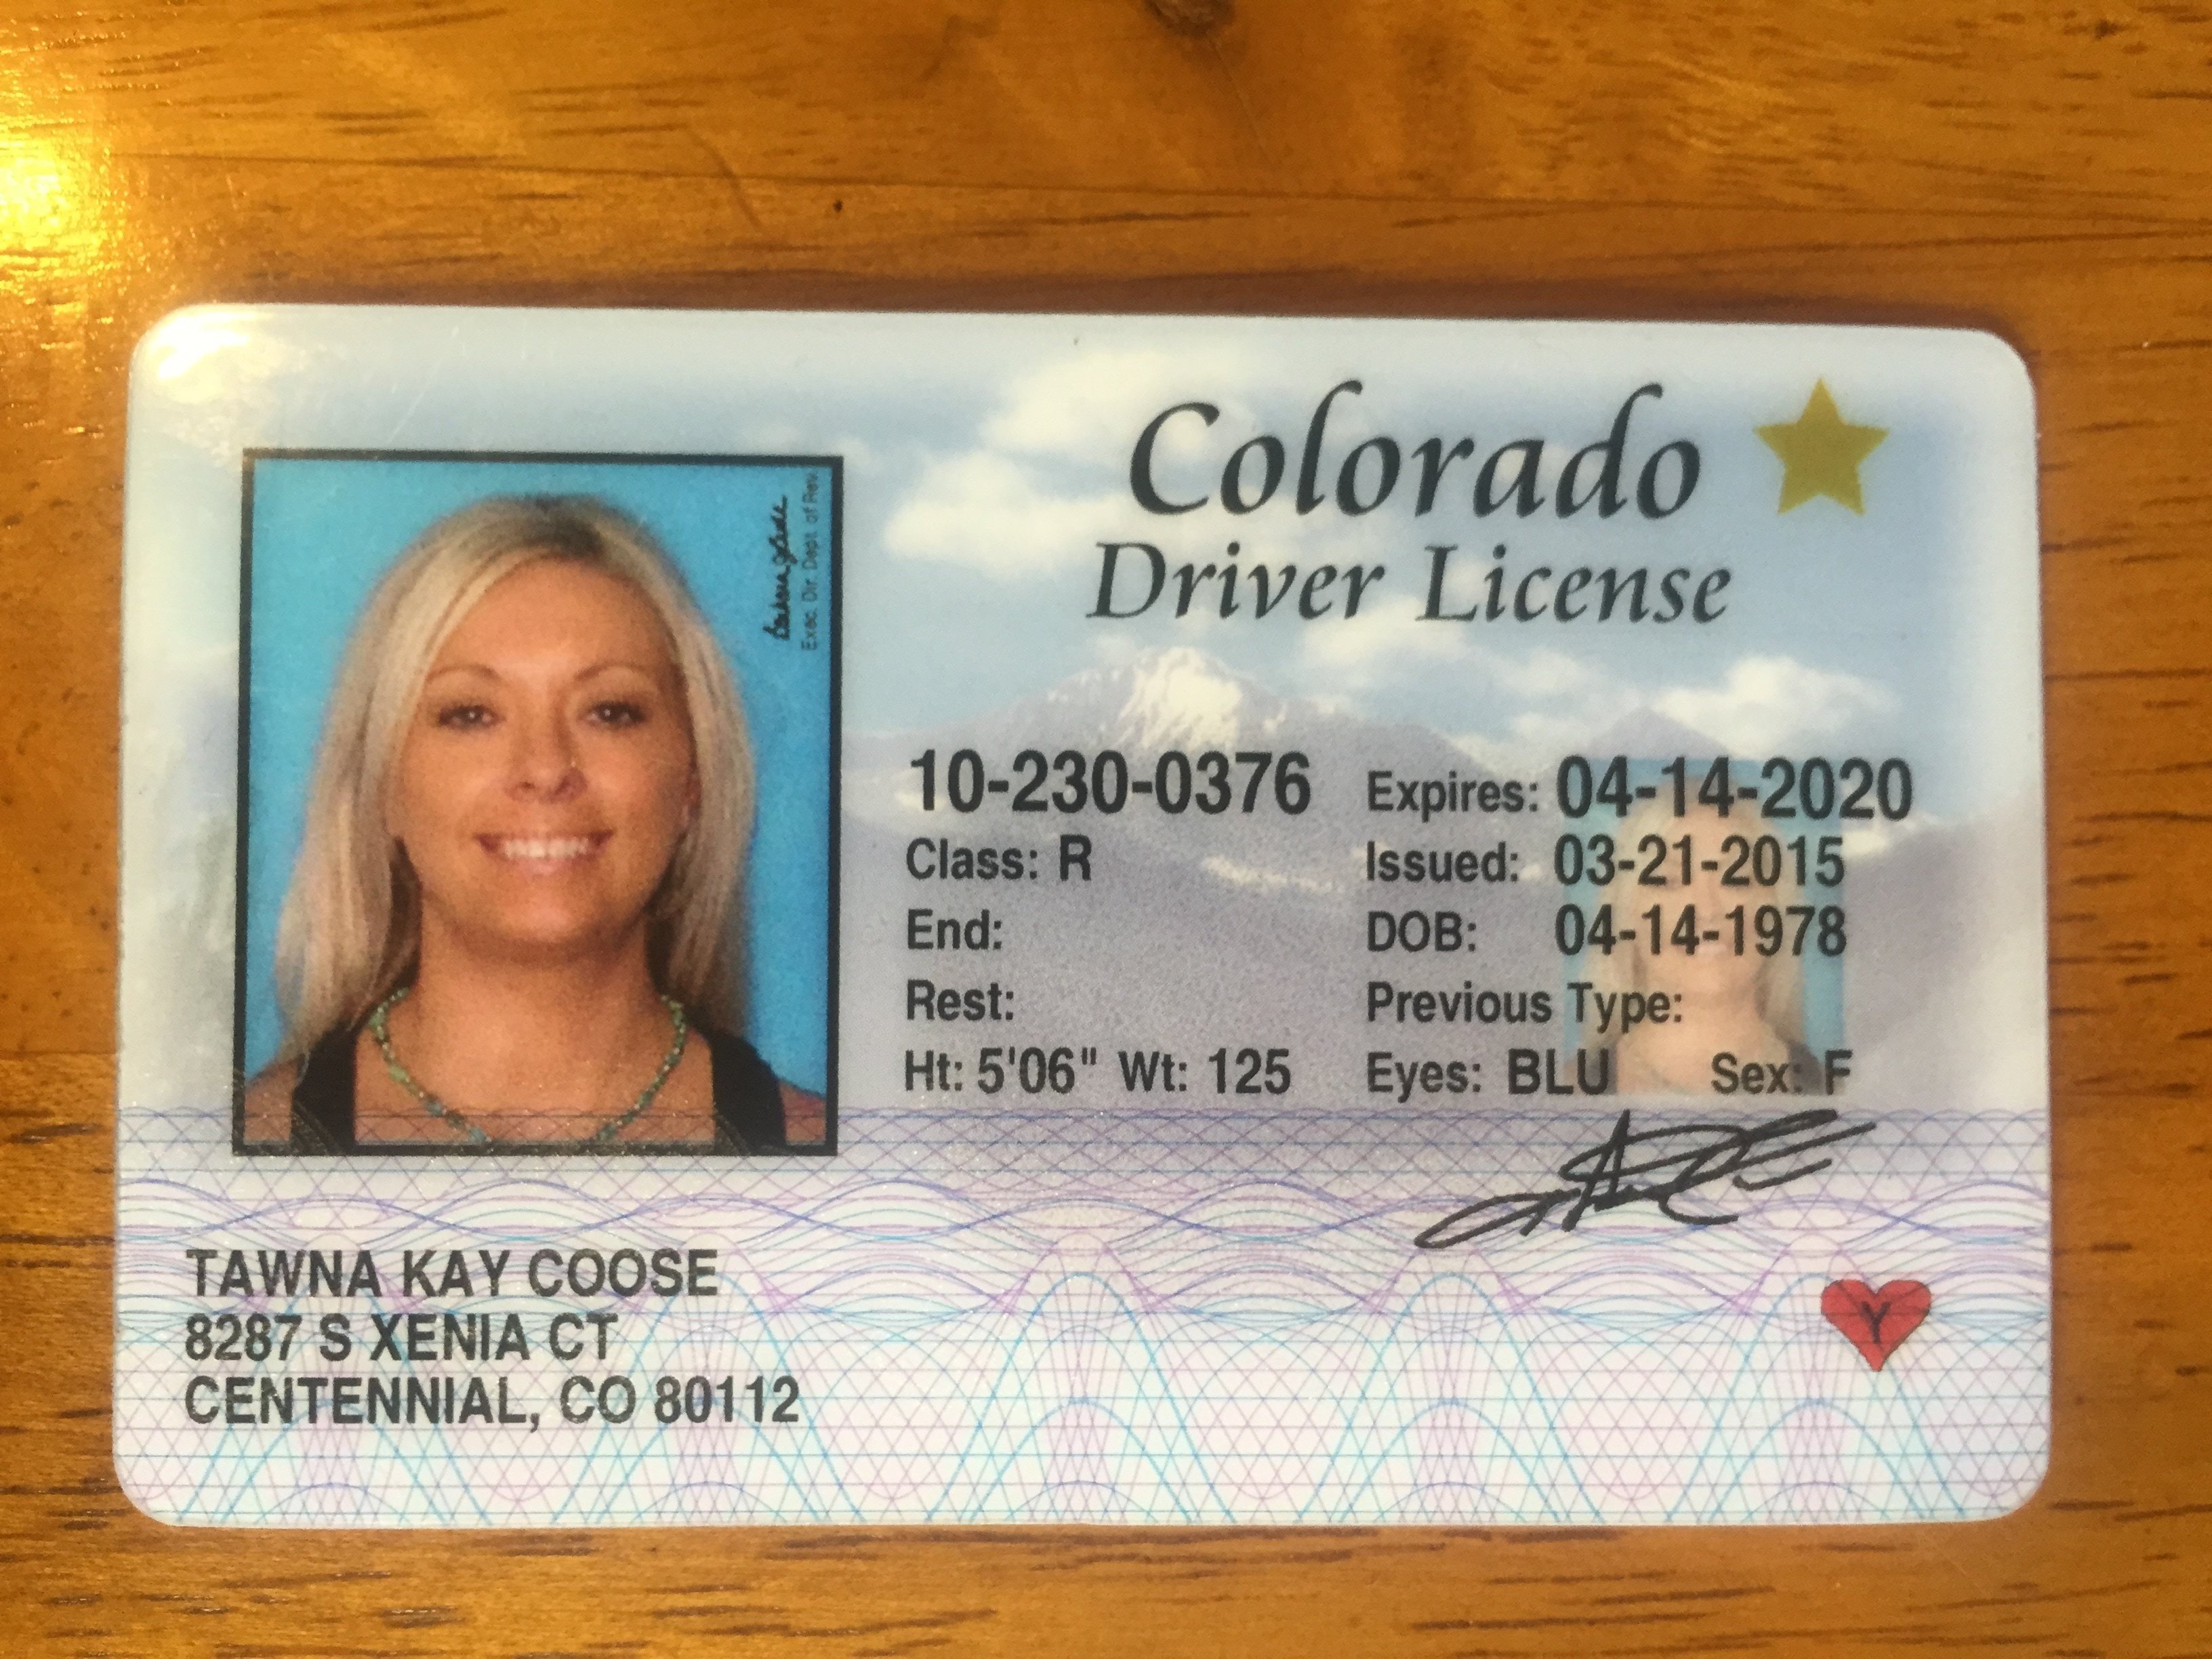 Colorado
Driver License
Exec. Dir. Dept. of Rev
10-230-0376 Expires: 04-14-2020
Class: R Issued: 03-21-2015
End: DOB: 04-14-1978
Rest: Previous Type:
Ht: 5'06" Wt: 125 Eyes: BLU Sex: F
TAWNA KAY COOSE
8287 S XENIA CT
CENTENNIAL, CO 80112
Y